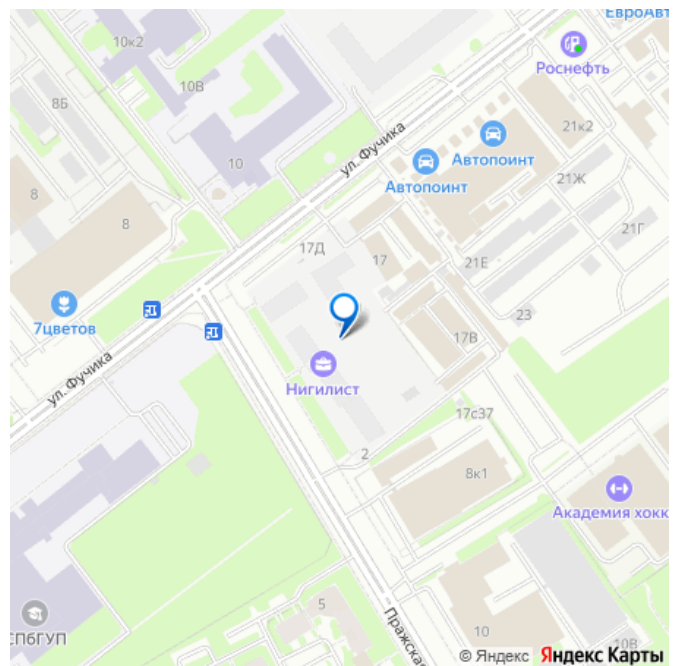 ЕвроАвт
10к2
Роснефть
10В
8Б
21к2
ул. Фучика
Автопоинт
10
Автопоинт
21Ж
8
8
21Г
17Д
17
21Е
7цветов
23
17В
ул. Фучика
Нигилист
17с37
2
8к1
Академия хокк
5
СПбГУП
Пражска
10
10В
© Яндекс Яндекс Карты